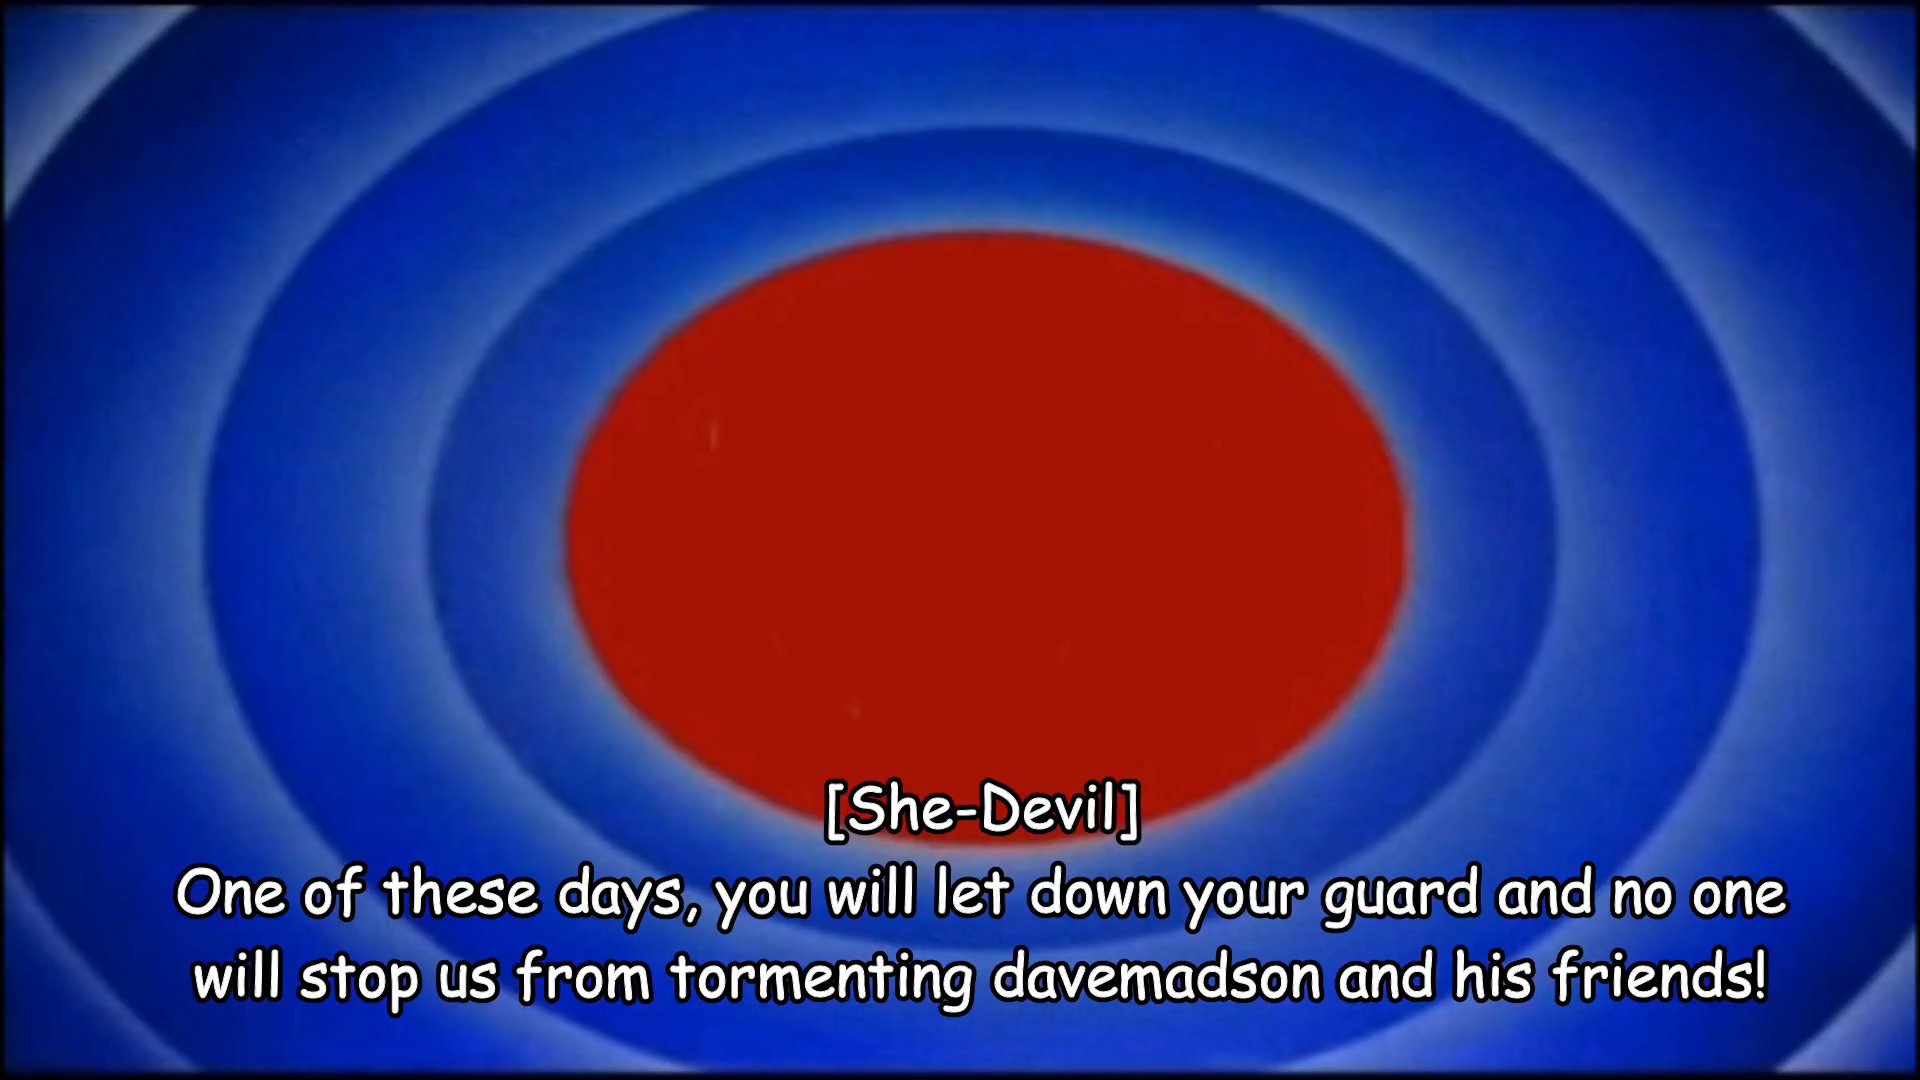 [She-Devil]
One of these days, you will let down your guard and no one
will stop us from tormenting davemadson and his friends!